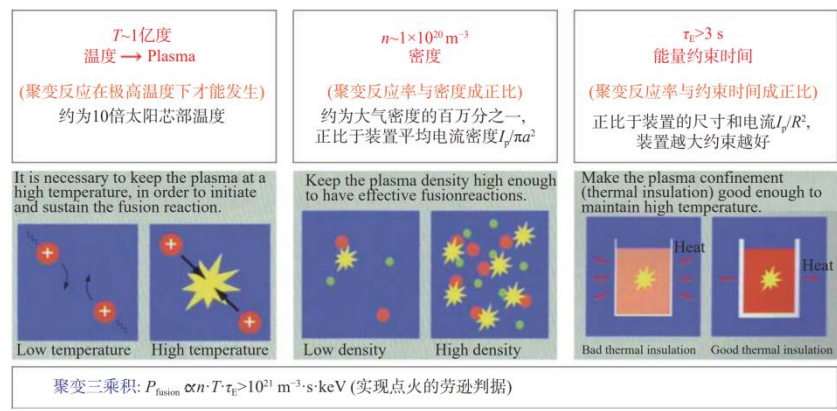 T~1亿度
温度 → Plasma
(聚变反应在极高温度下才能发生)
约为10倍太阳芯部温度
n~1×10²⁰ m⁻³
密度
(聚变反应率与密度成正比)
约为大气密度的百万分之一,
正比于装置平均电流密度Iₚ/πa²
τ_E>3 s
能量约束时间
(聚变反应率与约束时间成正比)
正比于装置的尺寸和电流Iₚ/R²,
装置越大约束越好
It is necessary to keep the plasma at a
high temperature, in order to initiate
and sustain the fusion reaction.
+
+
+
+
Low temperature
High temperature
Keep the plasma density high enough
to have effective fusionreactions.
Low density
High density
Make the plasma confinement
(thermal insulation) good enough to
maintain high temperature.
Heat
Heat
Bad thermal insulation
Good thermal insulation
聚变三乘积: P_fusion ∝n·T·τ_E>10²¹ m⁻³·s·keV (实现点火的劳逊判据)